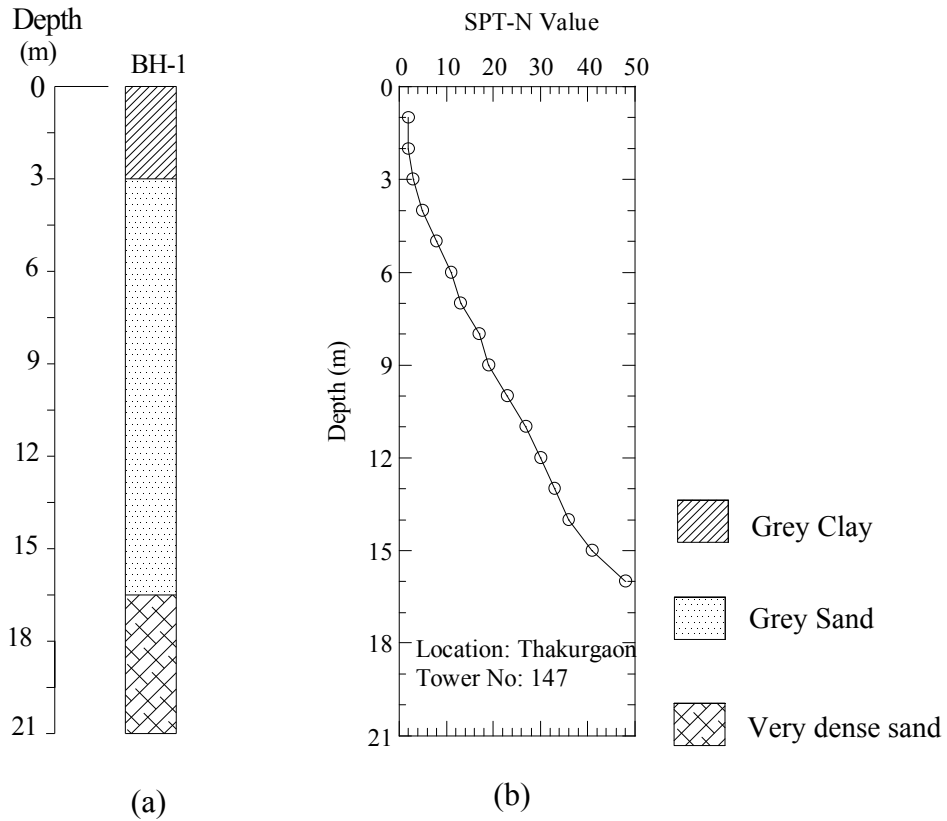 Depth
(m)
BH-1
0
3
6
9
12
15
18
21
(a)
SPT-N Value
0 10 20 30 40 50
0
3
6
9
12
15
18
21
Depth (m)
Location: Thakurgaon
Tower No: 147
(b)
Grey Clay
Grey Sand
Very dense sand